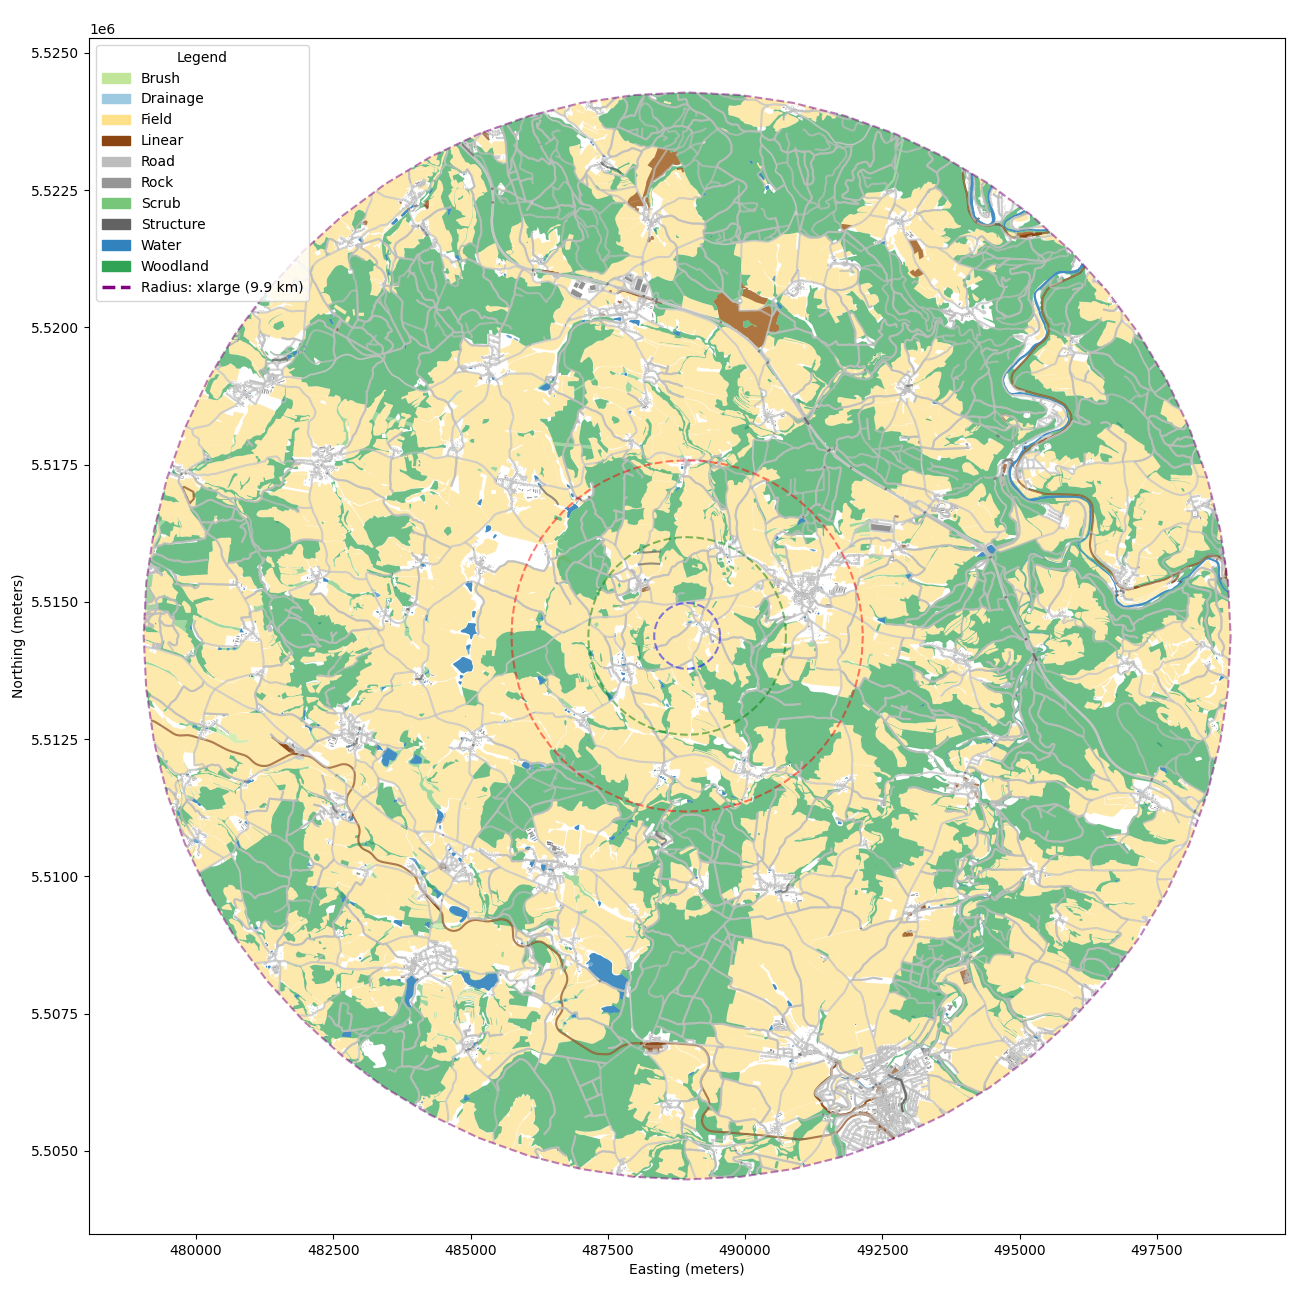 1e6
5.5250
5.5225
5.5200
5.5175
5.5150
5.5125
5.5100
5.5075
5.5050
Northing (meters)
Legend
Brush
Drainage
Field
Linear
Road
Rock
Scrub
Structure
Water
Woodland
Radius: xlarge (9.9 km)
480000 482500 485000 487500 490000 492500 495000 497500
Easting (meters)